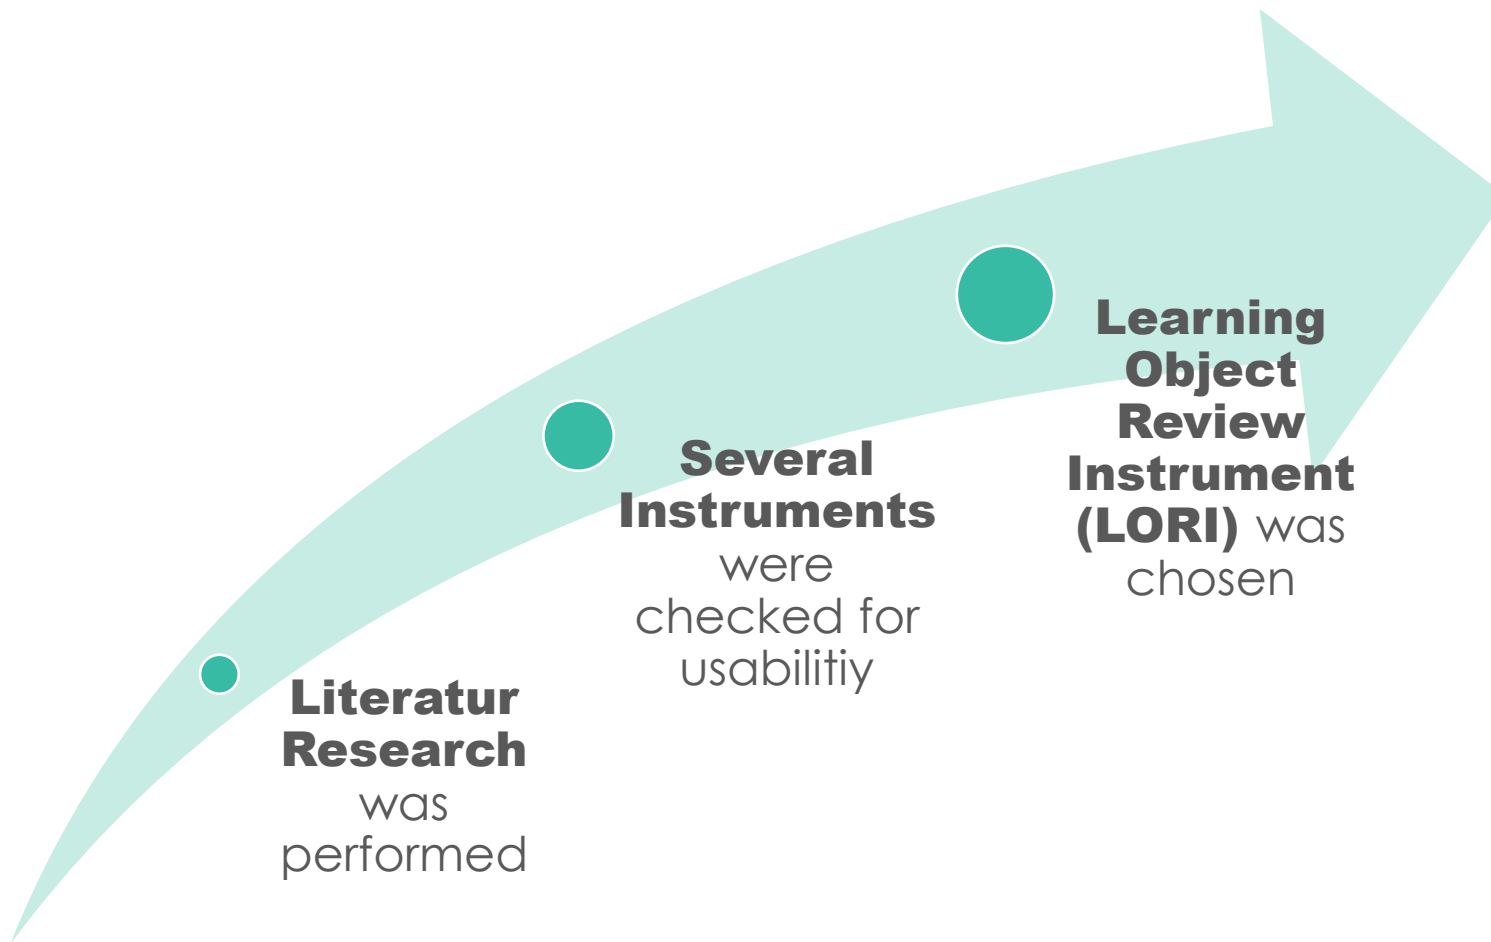 Literatur
Research
was
performed
Several
Instruments
were
checked for
usabilitiy
Learning
Object
Review
Instrument
(LORI) was
chosen